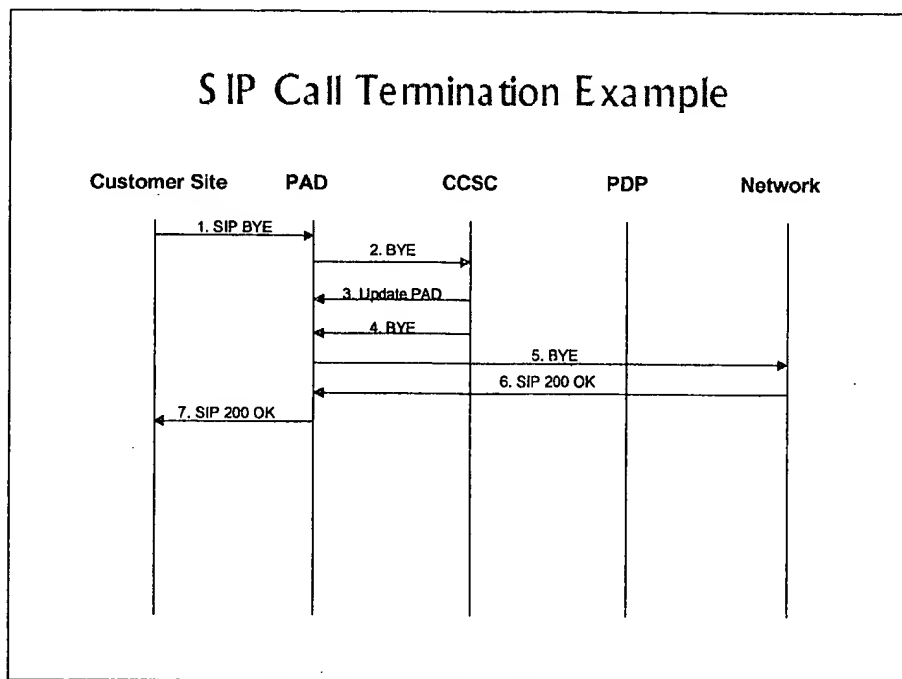 SIP Call Termination Example
Customer Site PAD CCSC PDP Network
1. SIP BYE
2. BYE
3. Update PAD
4. BYE
5. BYE
6. SIP 200 OK
7. SIP 200 OK